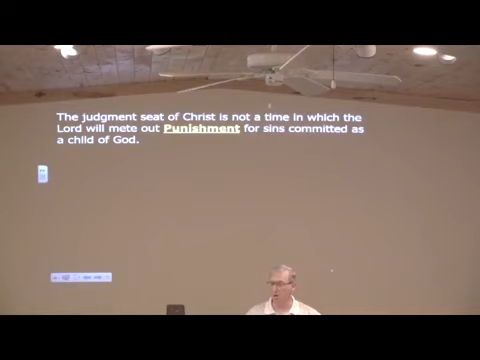 The judgment seat of Christ is not a time in which the
Lord will mete out Punishment for sins committed as
a child of God.